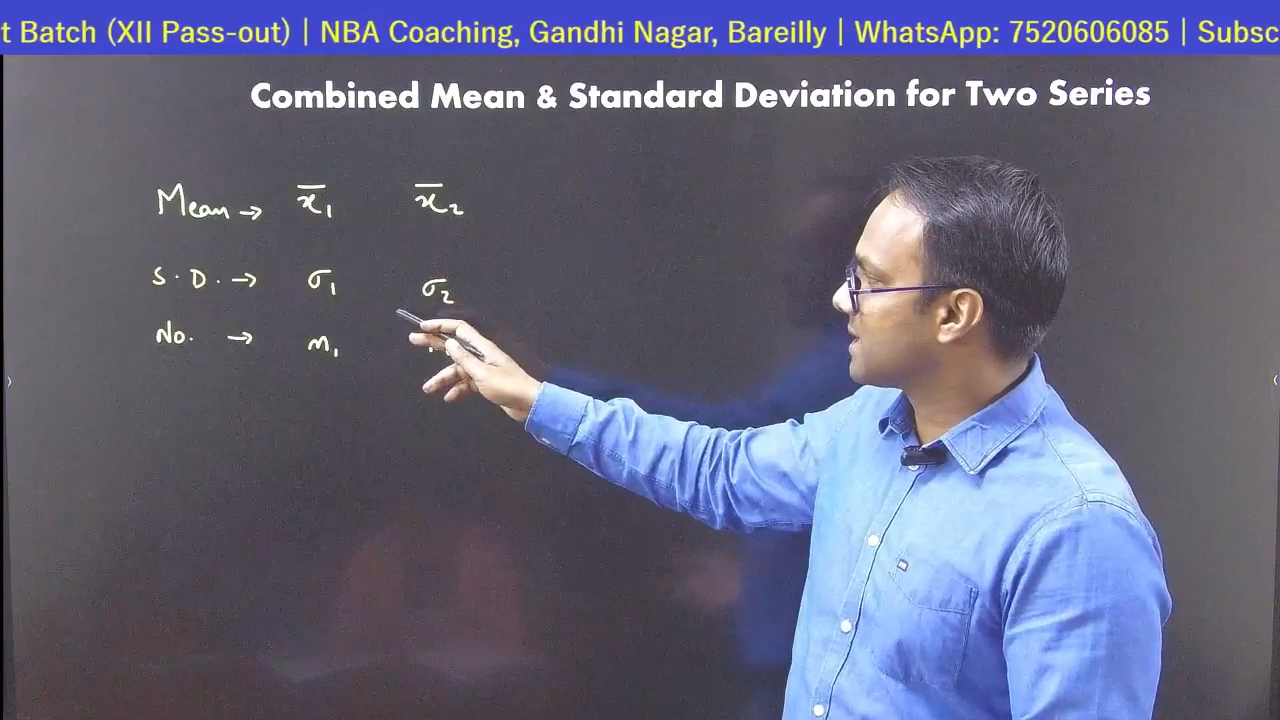 t Batch (XII Pass-out) | NBA Coaching, Gandhi Nagar, Bareilly | WhatsApp: 7520606085 | Subsc
Combined Mean & Standard Deviation for Two Series
Mean → x̄₁ x̄₂
S.D. → σ₁ σ₂
No. → n₁